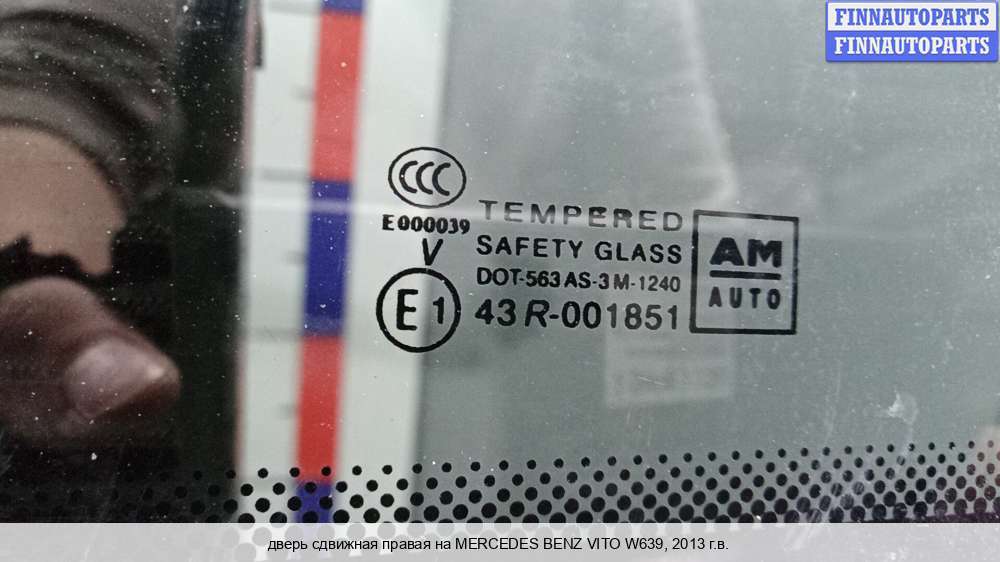 FINNAUTOPARTS
FINNAUTOPARTS
CCC
E000039
V
E1
TEMPERED
SAFETY GLASS
DOT-563 AS-3 M-1240
43 R-001851
AM
AUTO
дверь сдвижная правая на MERCEDES BENZ VITO W639, 2013 г.в.